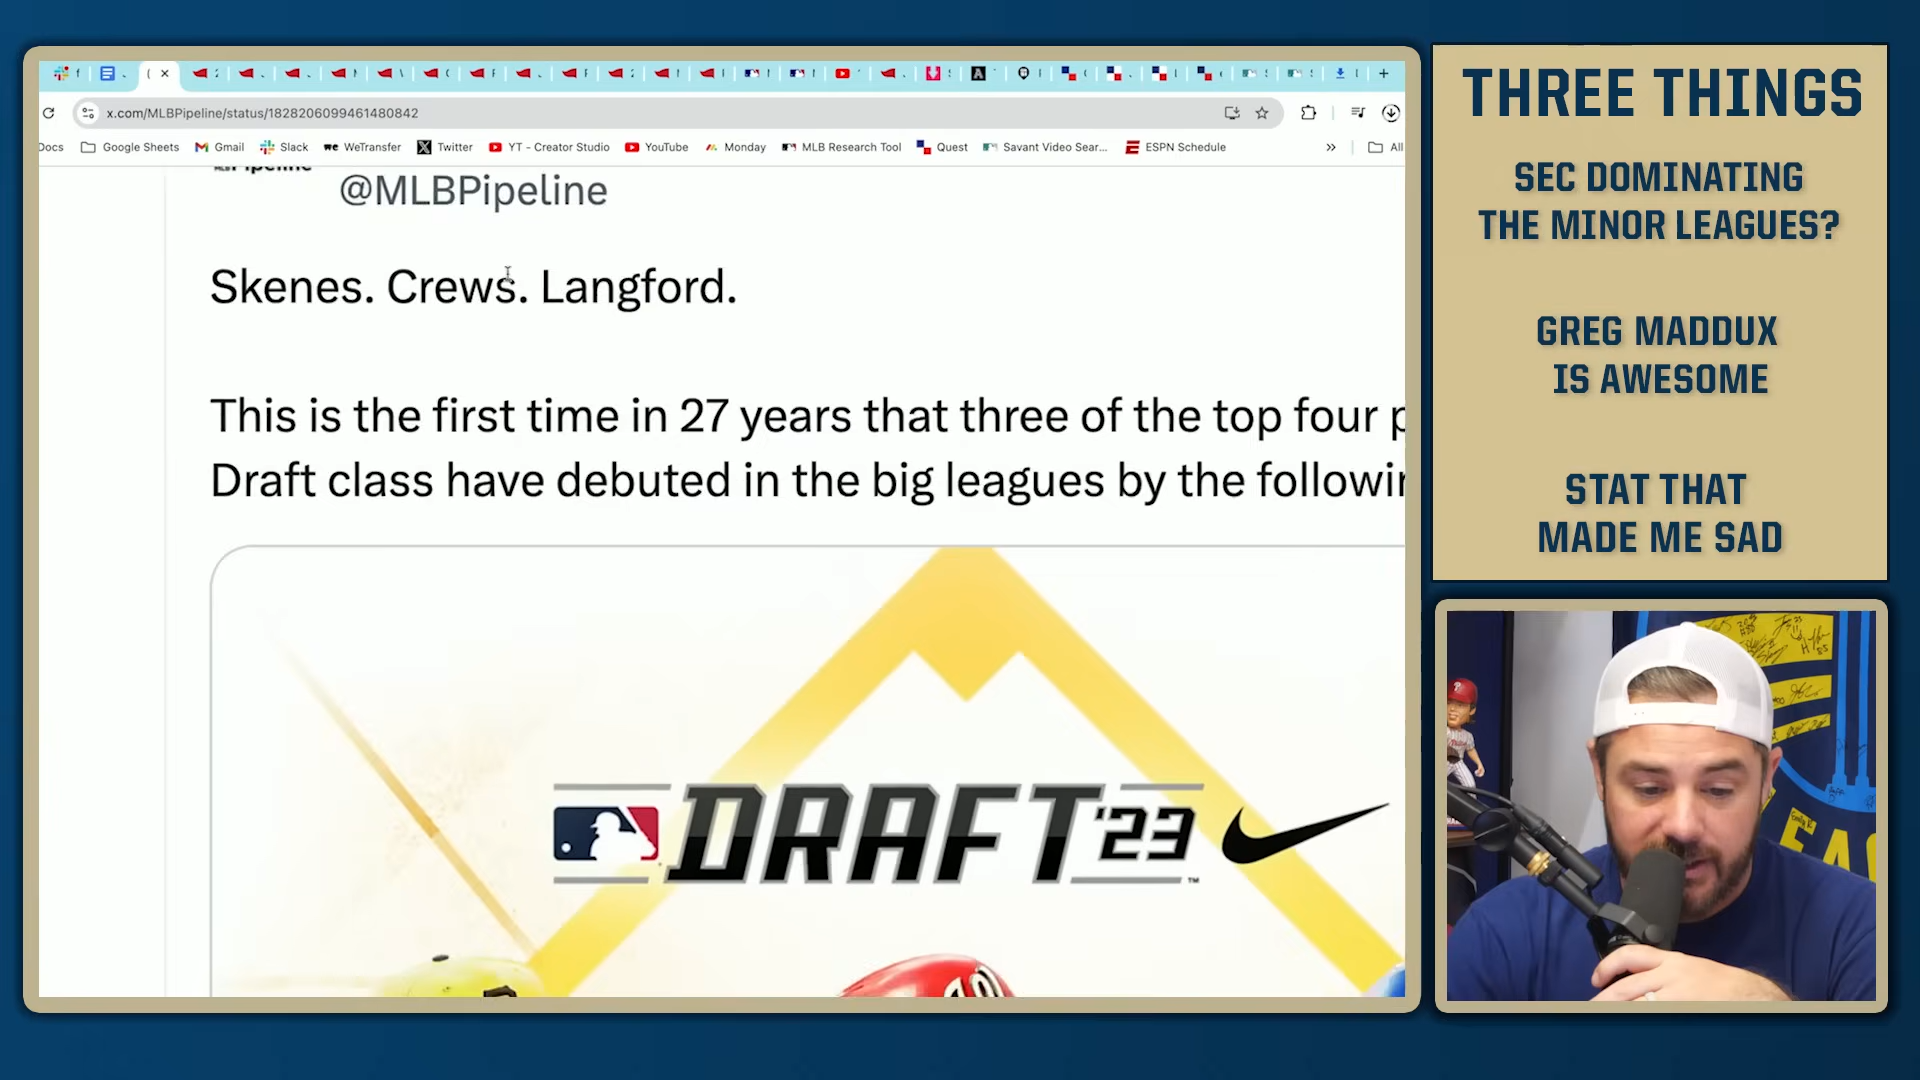 x.com/MLBPipeline/status/1828206099461480842
Docs Google Sheets Gmail Slack WeTransfer Twitter YT - Creator Studio YouTube Monday MLB Research Tool Quest Savant Video Sear... ESPN Schedule » All
@MLBPipeline
Skenes. Crews. Langford.
This is the first time in 27 years that three of the top four p
Draft class have debuted in the big leagues by the followin
DRAFT '23
THREE THINGS
SEC DOMINATING
THE MINOR LEAGUES?
GREG MADDUX
IS AWESOME
STAT THAT
MADE ME SAD